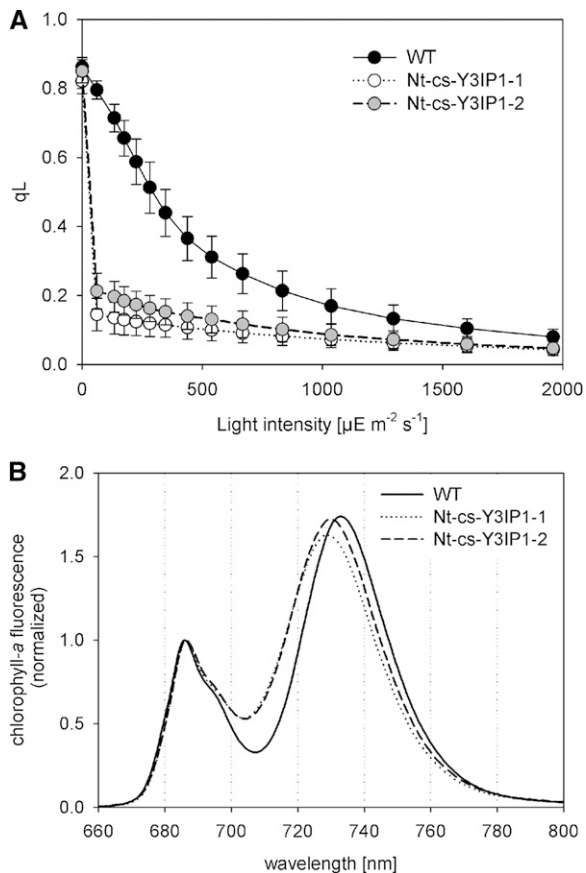 A
WT
Nt-cs-Y3IP1-1
Nt-cs-Y3IP1-2
qL
1.0
0.8
0.6
0.4
0.2
0.0
0 500 1000 1500 2000
Light intensity [µE m⁻² s⁻¹]
B
WT
Nt-cs-Y3IP1-1
Nt-cs-Y3IP1-2
chlorophyll-a fluorescence
(normalized)
2.0
1.5
1.0
0.5
0.0
660 680 700 720 740 760 780 800
wavelength [nm]